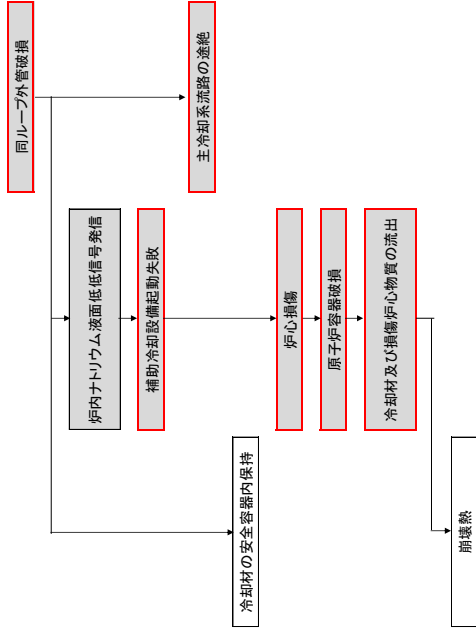 同ループ外管破損
主冷却系流路の途絶
炉内ナトリウム液面低低信号発信
補助冷却設備起動失敗
炉心損傷
原子炉容器破損
冷却材及び損傷炉心物質の流出
冷却材の安全容器内保持
崩壊熱